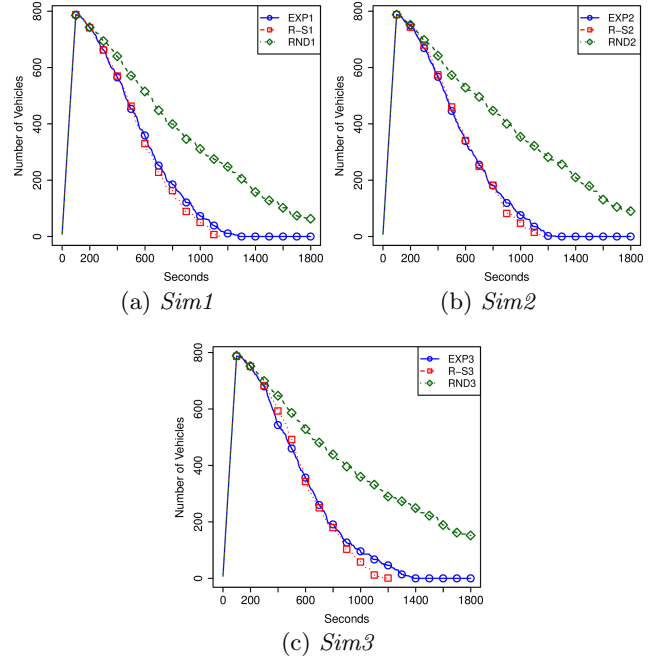 800
600
400
200
0
Number of Vehicles
EXP1
R−S1
RND1
0 200 600 1000 1400 1800
Seconds
(a) Sim1
800
600
400
200
0
Number of Vehicles
EXP2
R−S2
RND2
0 200 600 1000 1400 1800
Seconds
(b) Sim2
800
600
400
200
0
Number of Vehicles
EXP3
R−S3
RND3
0 200 600 1000 1400 1800
Seconds
(c) Sim3